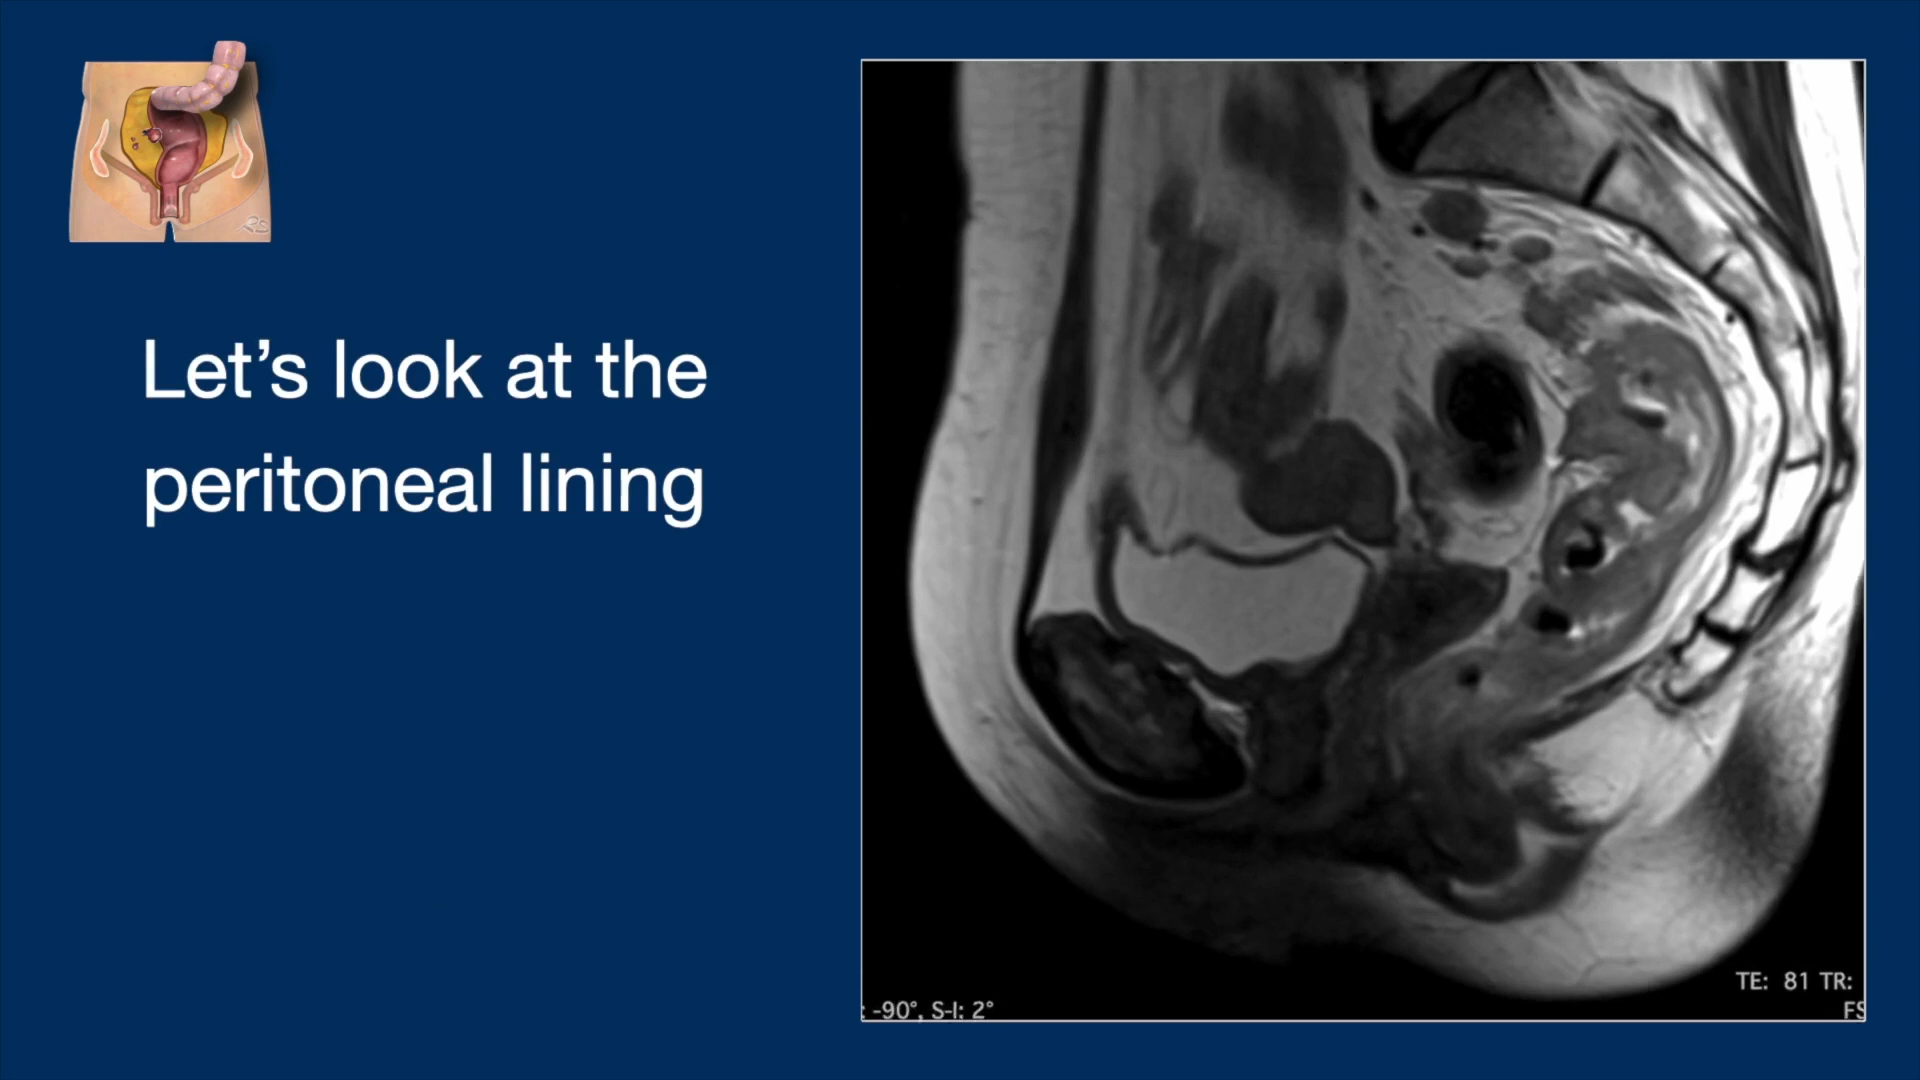 Let’s look at the
peritoneal lining
TE: 81 TR:
: -90°, S-I: 2°
FS